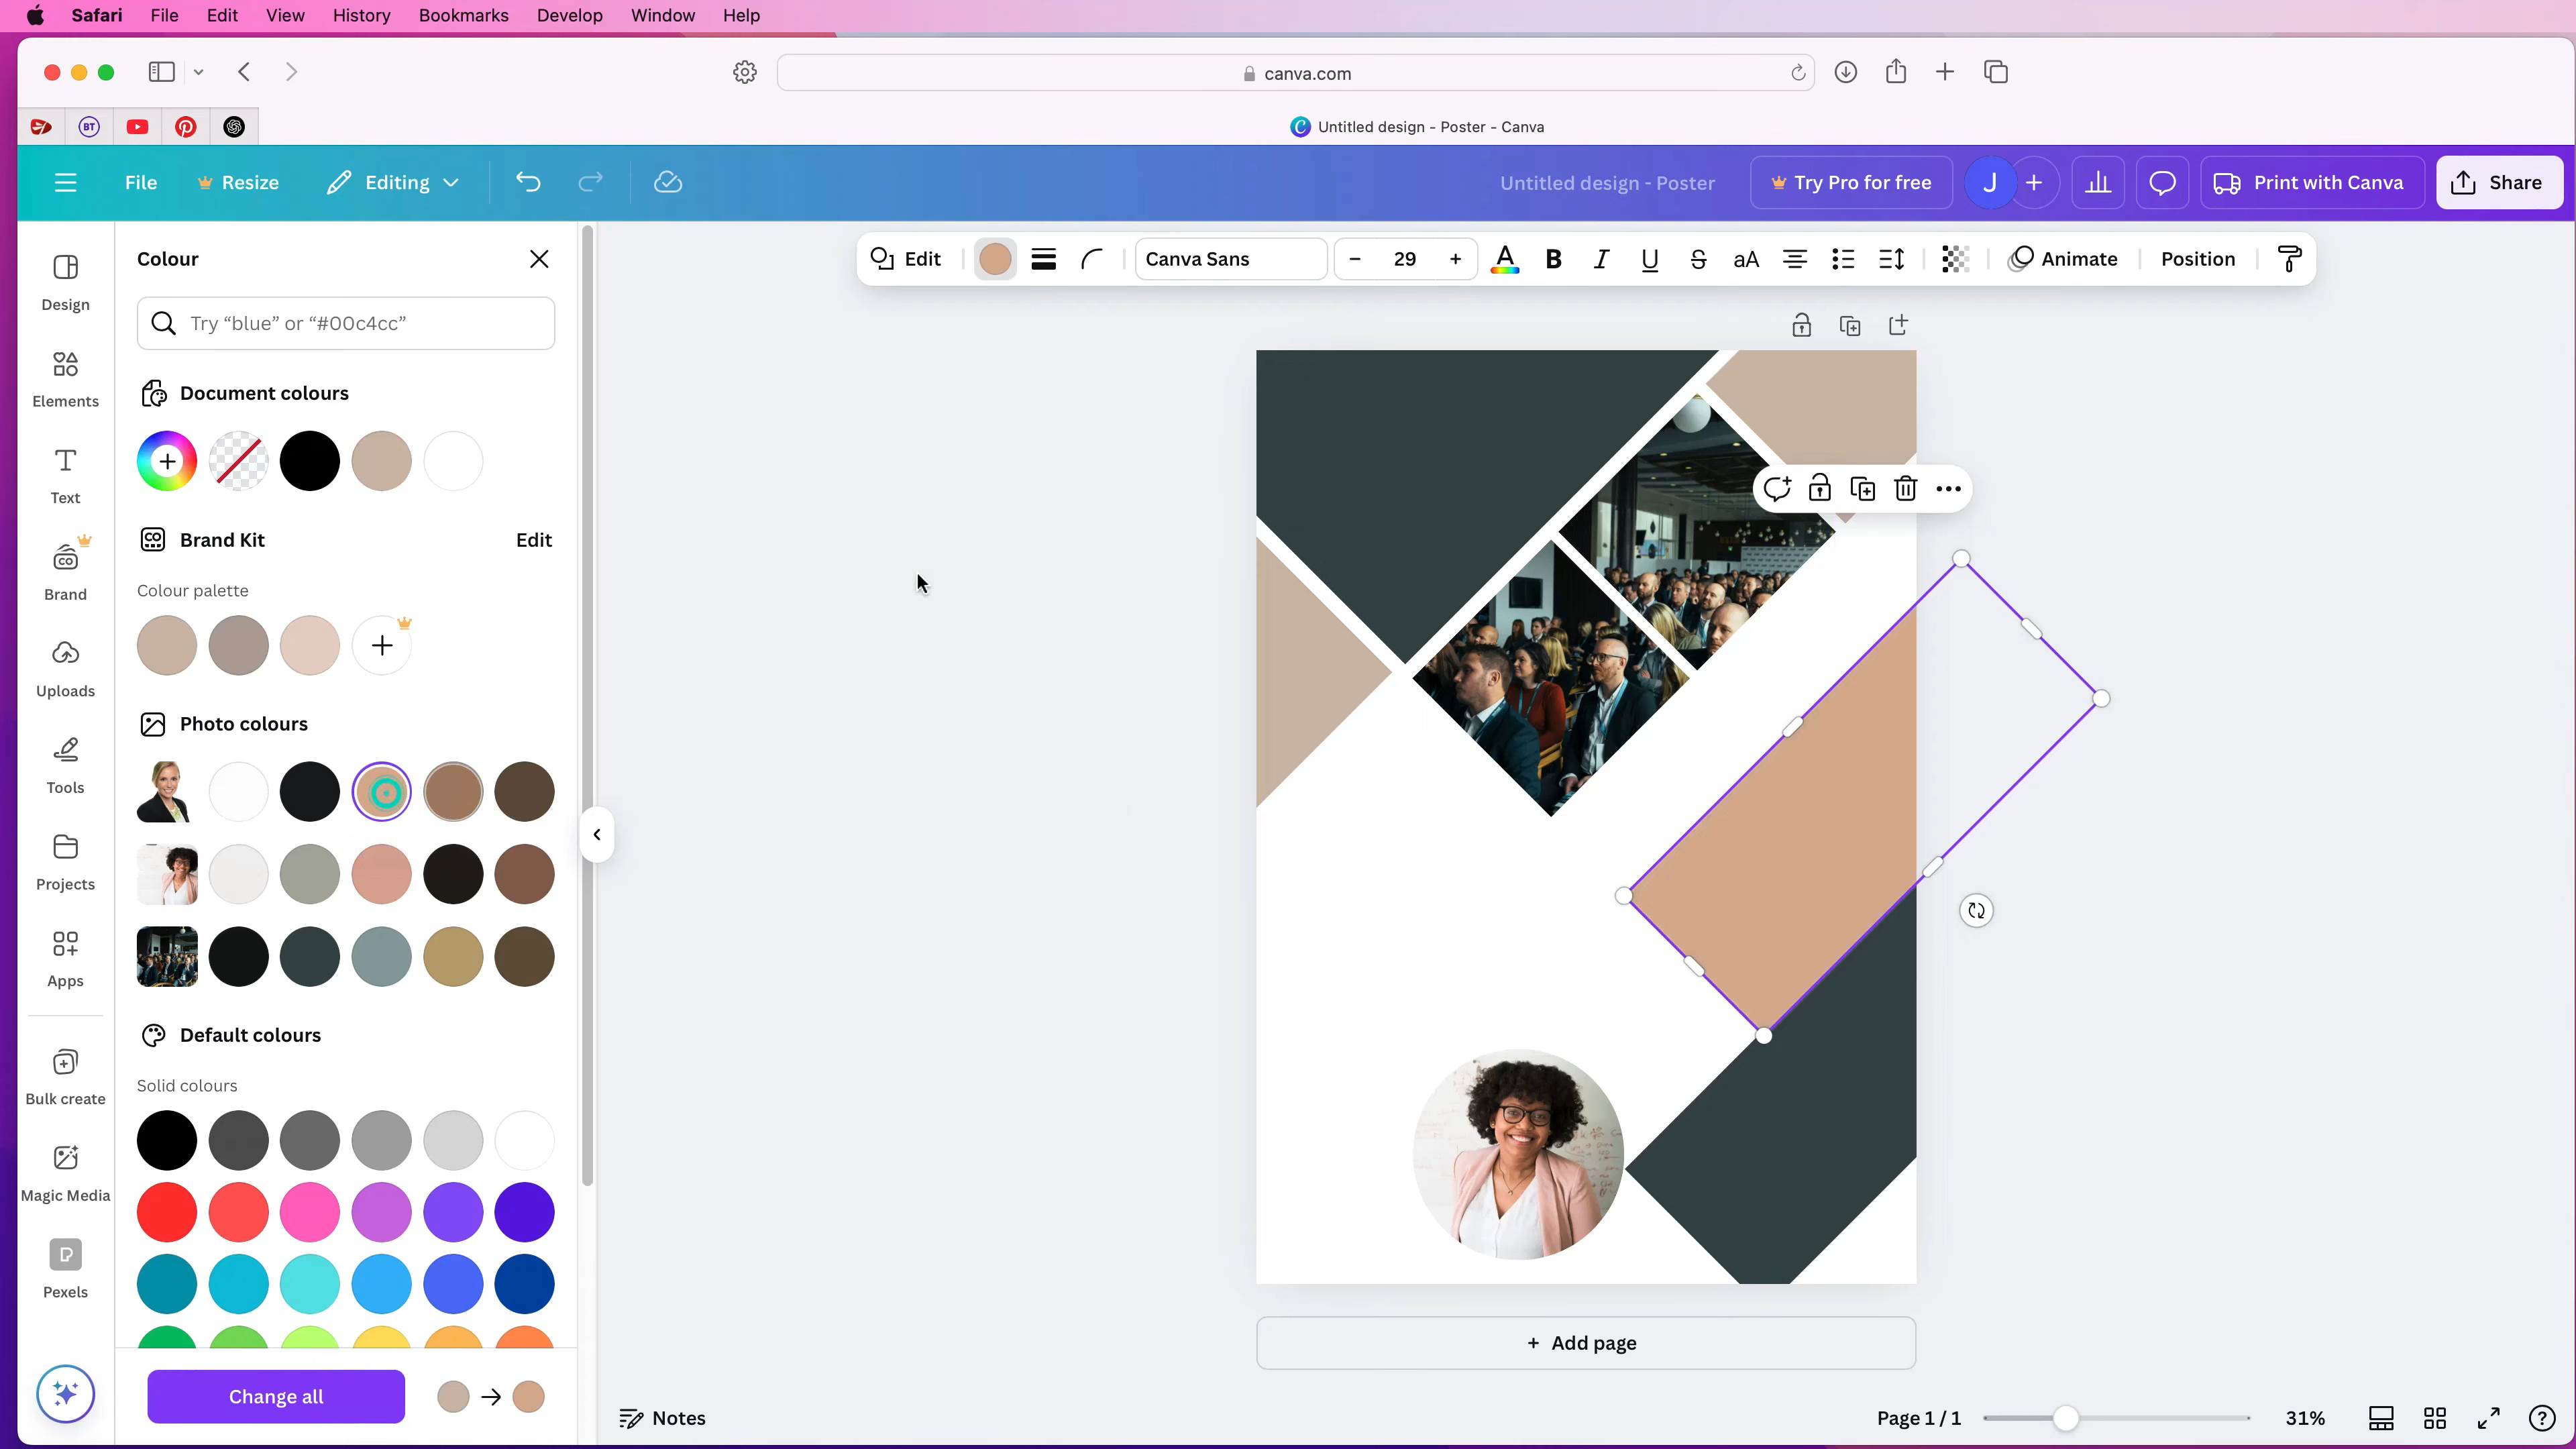 Safari File Edit View History Bookmarks Develop Window Help
canva.com
BT
Untitled design - Poster - Canva
File Resize Editing Untitled design - Poster Try Pro for free J Print with Canva Share
Colour
Edit Canva Sans 29 A B I U S aA Animate Position
Try “blue” or “#00c4cc”
Design
Document colours
Elements
Text
Brand Kit Edit
Brand
Colour palette
Uploads
Photo colours
Tools
Projects
Apps
Default colours
Solid colours
Bulk create
Magic Media
Pexels
Add page
Change all
Notes
Page 1 / 1 31%